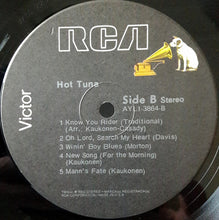 RCA
Victor
Hot Tuna
Side B Stereo
AYL1-3864-B
1 Know You Rider (Traditional)
(Arr.: Kaukonen-Casady)
2 Oh Lord, Search My Heart (Davis)
3 Winin' Boy Blues (Morton)
4 New Song (For the Morning)
(Kaukonen)
5 Mann's Fate (Kaukonen)